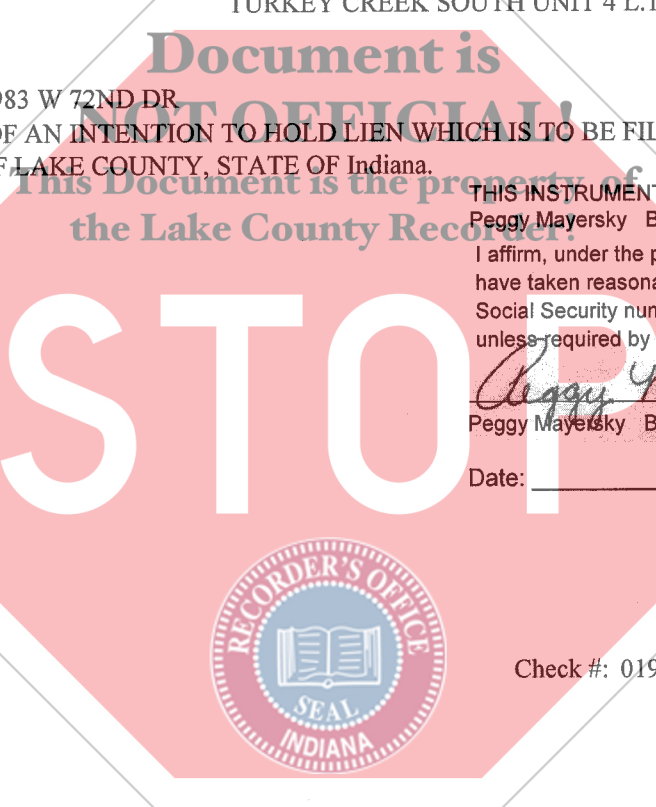 TURKEY CREEK SOUTH UNIT 4 L.1
Document is
983 W 72ND DR
NOT OFFICIAL!
OF AN INTENTION TO HOLD LIEN WHICH IS TO BE FIL
F LAKE COUNTY, STATE OF Indiana.
This Document is the property of
the Lake County Recorder!
THIS INSTRUMENT
Peggy Mayersky B
I affirm, under the p
have taken reasona
Social Security num
unless required by
STOP
Peggy
Peggy Mayersky B
Date:
RECORDER'S OFFICE
SEAL
INDIANA
Check #: 019